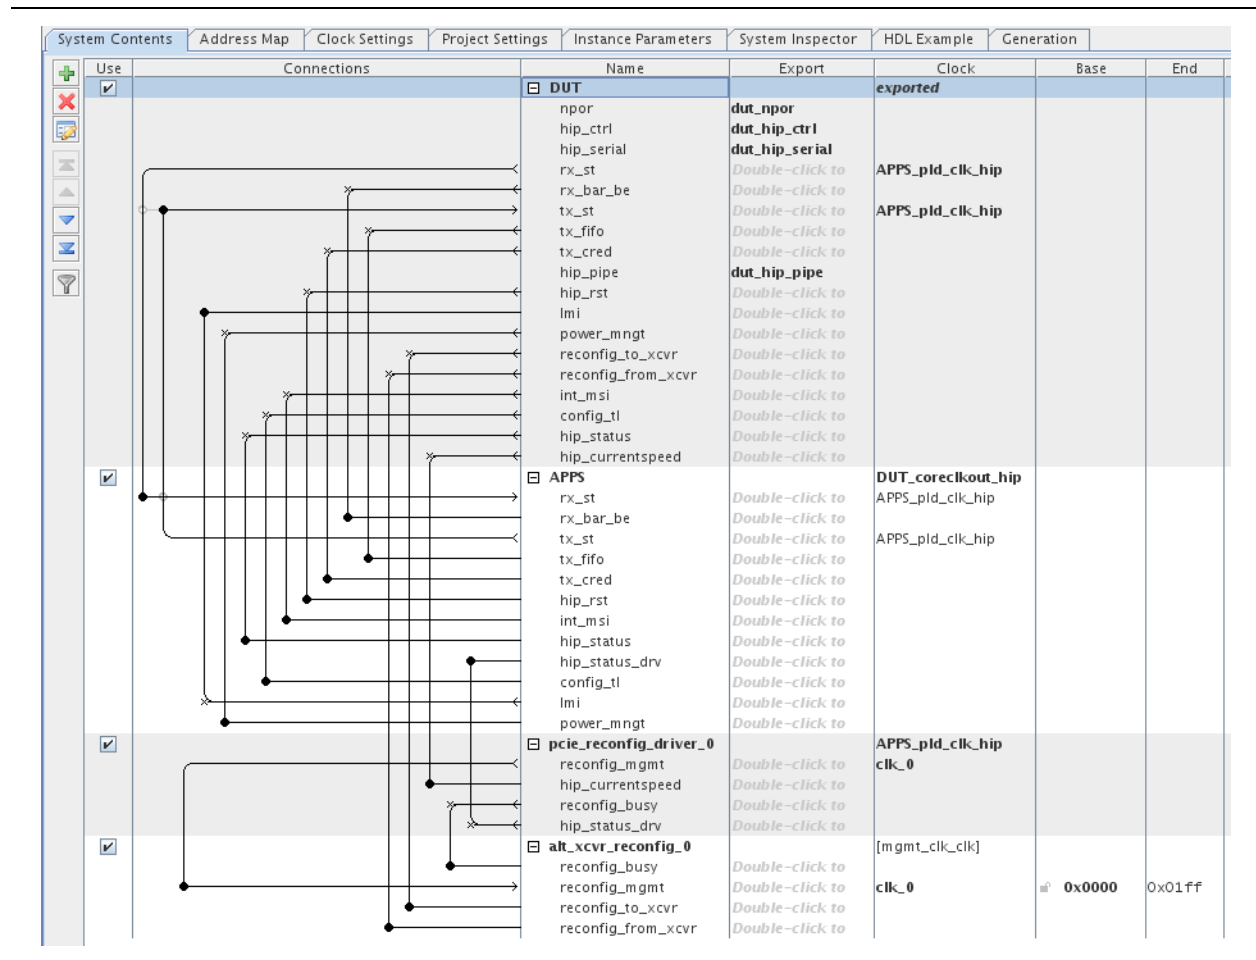 System Contents Address Map Clock Settings Project Settings Instance Parameters System Inspector HDL Example Generation
Use Connections Name Export Clock Base End
DUT exported
npor dut_npor
hip_ctrl dut_hip_ctrl
hip_serial dut_hip_serial
rx_st Double-click to APPS_pld_clk_hip
rx_bar_be Double-click to
tx_st Double-click to APPS_pld_clk_hip
tx_fifo Double-click to
tx_cred Double-click to
hip_pipe dut_hip_pipe
hip_rst Double-click to
lmi Double-click to
power_mngt Double-click to
reconfig_to_xcvr Double-click to
reconfig_from_xcvr Double-click to
int_msi Double-click to
config_tl Double-click to
hip_status Double-click to
hip_currentspeed Double-click to
APPS DUT_coreclkout_hip
rx_st Double-click to APPS_pld_clk_hip
rx_bar_be Double-click to
tx_st Double-click to APPS_pld_clk_hip
tx_fifo Double-click to
tx_cred Double-click to
hip_rst Double-click to
int_msi Double-click to
hip_status Double-click to
hip_status_drv Double-click to
config_tl Double-click to
lmi Double-click to
power_mngt Double-click to
pcie_reconfig_driver_0 APPS_pld_clk_hip
reconfig_mgmt Double-click to clk_0
hip_currentspeed Double-click to
reconfig_busy Double-click to
hip_status_drv Double-click to
alt_xcvr_reconfig_0 [mgmt_clk_clk]
reconfig_busy Double-click to
reconfig_mgmt Double-click to clk_0 0x0000 0x01ff
reconfig_to_xcvr Double-click to
reconfig_from_xcvr Double-click to